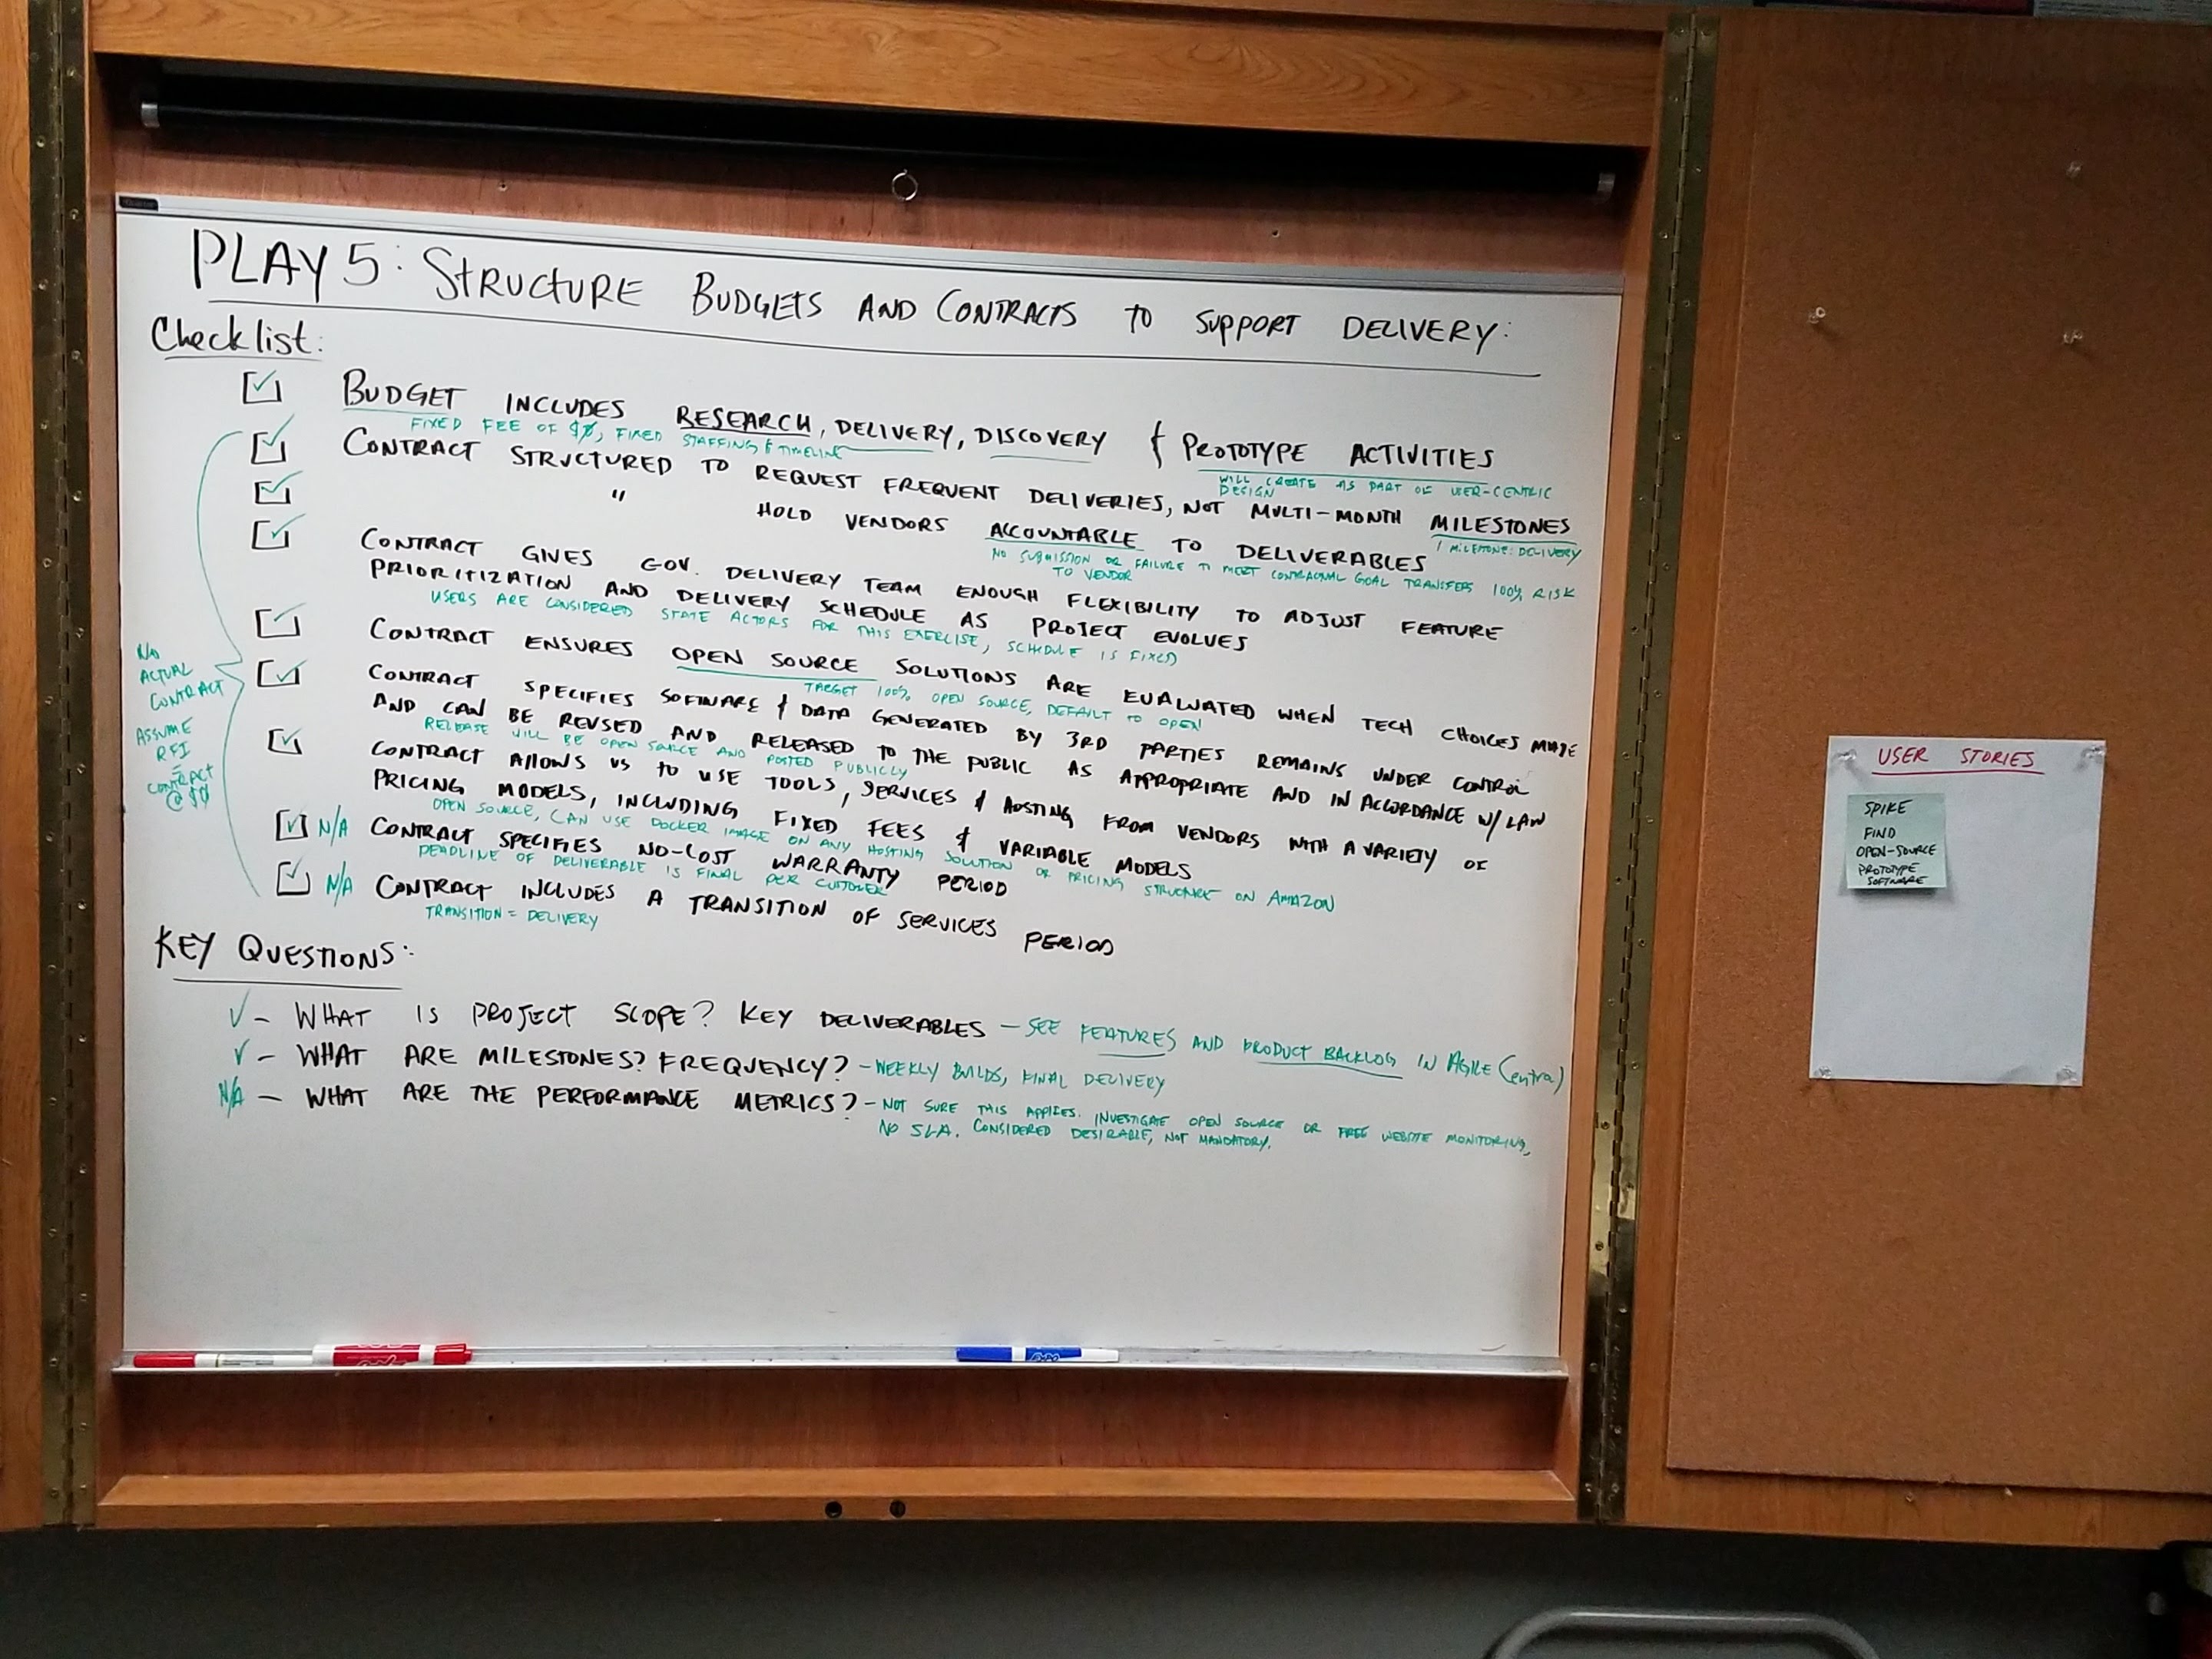 PLAY 5: STRUCTURE BUDGETS AND CONTRACTS TO SUPPORT DELIVERY:
Checklist:
BUDGET INCLUDES RESEARCH, DELIVERY, DISCOVERY & PROTOTYPE ACTIVITIES
FIXED FEE OF $0, FIXED STAFFING & TIMELINE
WILL CREATE AS PART OF USER-CENTRIC
DESIGN
CONTRACT STRUCTURED TO REQUEST FREQUENT DELIVERIES, NOT MULTI-MONTH MILESTONES
1 MILESTONE: DELIVERY
" HOLD VENDORS ACCOUNTABLE TO DELIVERABLES
NO SUBMISSION OR FAILURE TO MEET CONTRACTUAL GOAL TRANSFERS 100% RISK
TO VENDOR
CONTRACT GIVES GOV. DELIVERY TEAM ENOUGH FLEXIBILITY TO ADJUST FEATURE
PRIORITIZATION AND DELIVERY SCHEDULE AS PROJECT EVOLVES
USERS ARE CONSIDERED STATE ACTORS FOR THIS EXERCISE, SCHEDULE IS FIXED
CONTRACT ENSURES OPEN SOURCE SOLUTIONS ARE EVALUATED WHEN TECH CHOICES MADE
TARGET 100% OPEN SOURCE, DEFAULT TO OPEN
CONTRACT SPECIFIES SOFTWARE & DATA GENERATED BY 3RD PARTIES REMAINS UNDER CONTROL
AND CAN BE REUSED AND RELEASED TO THE PUBLIC AS APPROPRIATE AND IN ACCORDANCE W/ LAW
RELEASE WILL BE OPEN SOURCE AND POSTED PUBLICLY
CONTRACT ALLOWS US TO USE TOOLS, SERVICES & HOSTING FROM VENDORS WITH A VARIETY OF
PRICING MODELS, INCLUDING FIXED FEES & VARIABLE MODELS
OPEN SOURCE, CAN USE DOCKER IMAGE ON ANY HOSTING SOLUTION OR PRICING STRUCTURE ON AMAZON
N/A CONTRACT SPECIFIES NO-COST WARRANTY PERIOD
DEADLINE OF DELIVERABLE IS FINAL PER CUSTOMER
N/A CONTRACT INCLUDES A TRANSITION OF SERVICES PERIOD
TRANSITION = DELIVERY
NO
ACTUAL
CONTRACT
ASSUME
RFI
=
CONTRACT
@ $0
KEY QUESTIONS:
✓ - WHAT IS PROJECT SCOPE? KEY DELIVERABLES - SEE FEATURES AND PRODUCT BACKLOG IN AGILE Central
✓ - WHAT ARE MILESTONES? FREQUENCY? - WEEKLY BUILDS, FINAL DELIVERY
N/A - WHAT ARE THE PERFORMANCE METRICS? - NOT SURE THIS APPLIES. INVESTIGATE OPEN SOURCE OR FREE WEBSITE MONITORING,
NO SLA. CONSIDERED DESIRABLE, NOT MANDATORY.
USER STORIES
SPIKE
FIND
OPEN-SOURCE
PROTOTYPE
SOFTWARE
EXPO